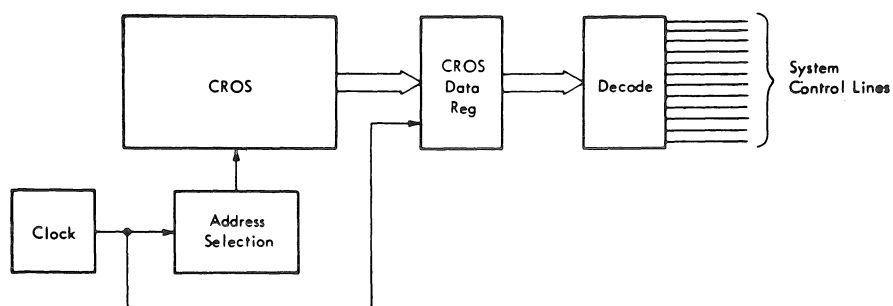 CROS
CROS
Data
Reg
Decode
System
Control Lines
Clock
Address
Selection